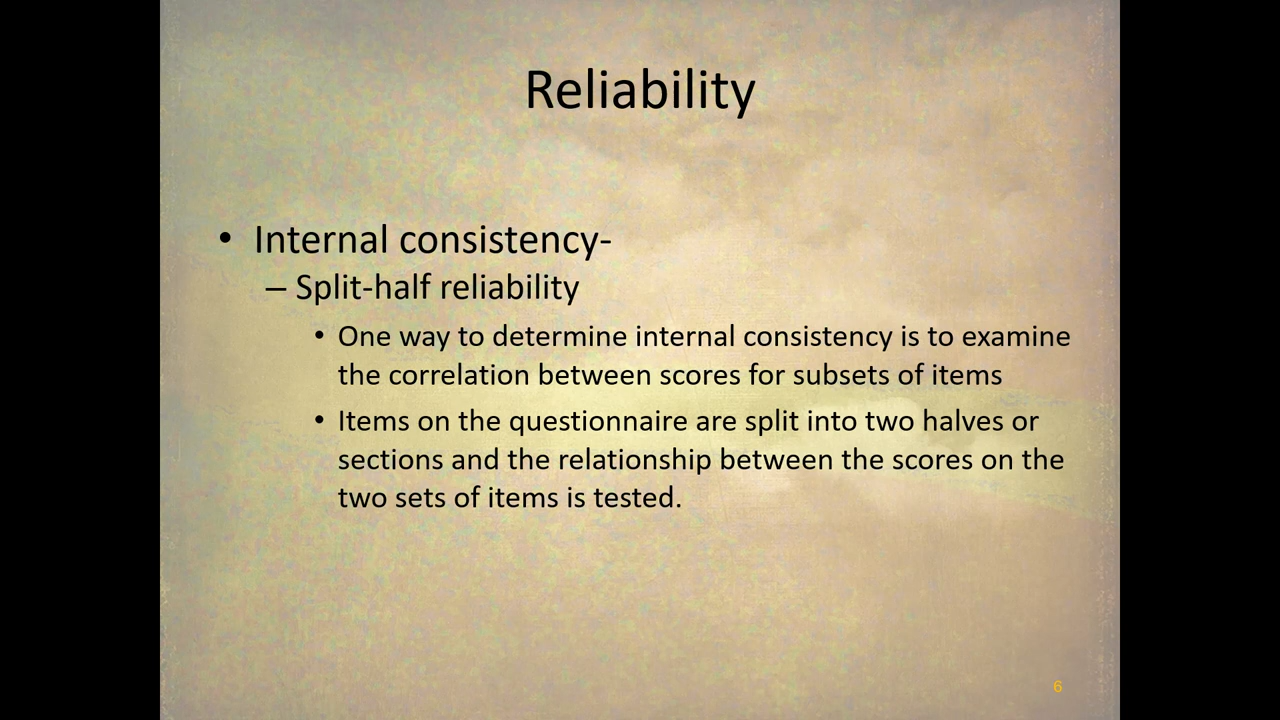 Reliability
• Internal consistency-
– Split-half reliability
• One way to determine internal consistency is to examine
the correlation between scores for subsets of items
• Items on the questionnaire are split into two halves or
sections and the relationship between the scores on the
two sets of items is tested.
6